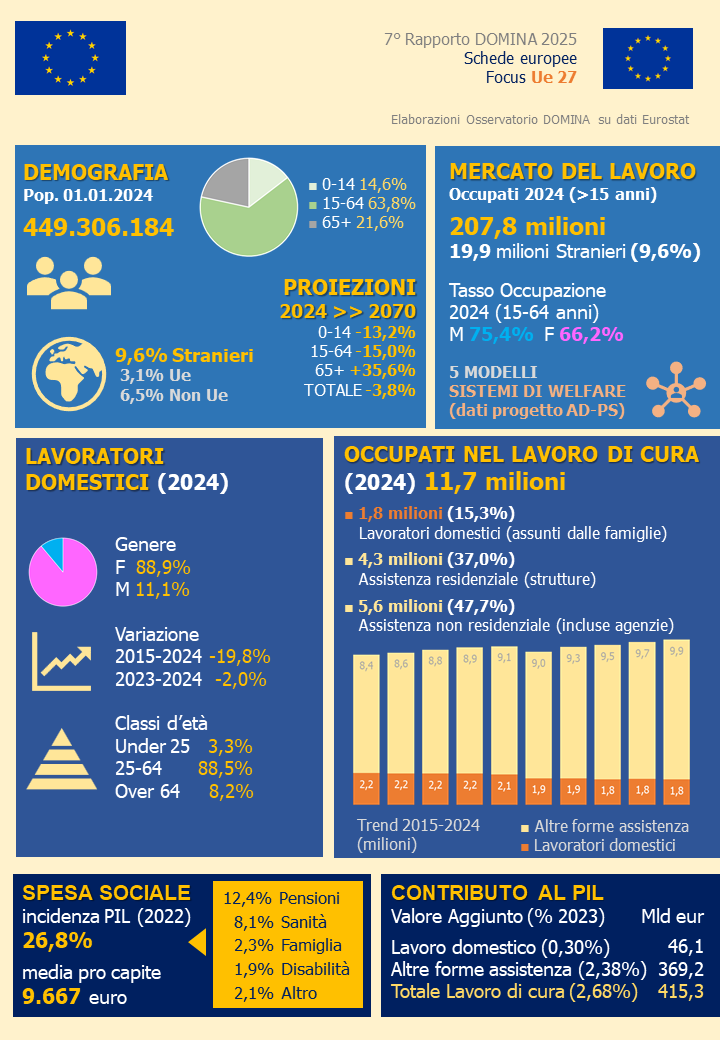 7° Rapporto DOMINA 2025
Schede europee
Focus Ue 27
Elaborazioni Osservatorio DOMINA su dati Eurostat
DEMOGRAFIA
Pop. 01.01.2024
449.306.184
0-14 14,6%
15-64 63,8%
65+ 21,6%
PROIEZIONI
2024 >> 2070
0-14 -13,2%
15-64 -15,0%
65+ +35,6%
TOTALE -3,8%
9,6% Stranieri
3,1% Ue
6,5% Non Ue
MERCATO DEL LAVORO
Occupati 2024 (>15 anni)
207,8 milioni
19,9 milioni Stranieri (9,6%)
Tasso Occupazione
2024 (15-64 anni)
M 75,4% F 66,2%
5 MODELLI
SISTEMI DI WELFARE
(dati progetto AD-PS)
LAVORATORI
DOMESTICI (2024)
Genere
F 88,9%
M 11,1%
Variazione
2015-2024 -19,8%
2023-2024 -2,0%
Classi d'età
Under 25 3,3%
25-64 88,5%
Over 64 8,2%
OCCUPATI NEL LAVORO DI CURA
(2024) 11,7 milioni
1,8 milioni (15,3%)
Lavoratori domestici (assunti dalle famiglie)
4,3 milioni (37,0%)
Assistenza residenziale (strutture)
5,6 milioni (47,7%)
Assistenza non residenziale (incluse agenzie)
8,4 8,6 8,8 8,9 9,1 9,0 9,3 9,5 9,7 9,9
2,2 2,2 2,2 2,2 2,1 1,9 1,9 1,8 1,8 1,8
Trend 2015-2024
(milioni)
Altre forme assistenza
Lavoratori domestici
SPESA SOCIALE
incidenza PIL (2022)
26,8%
media pro capite
9.667 euro
12,4% Pensioni
8,1% Sanità
2,3% Famiglia
1,9% Disabilità
2,1% Altro
CONTRIBUTO AL PIL
Valore Aggiunto (% 2023) Mld eur
Lavoro domestico (0,30%) 46,1
Altre forme assistenza (2,38%) 369,2
Totale Lavoro di cura (2,68%) 415,3